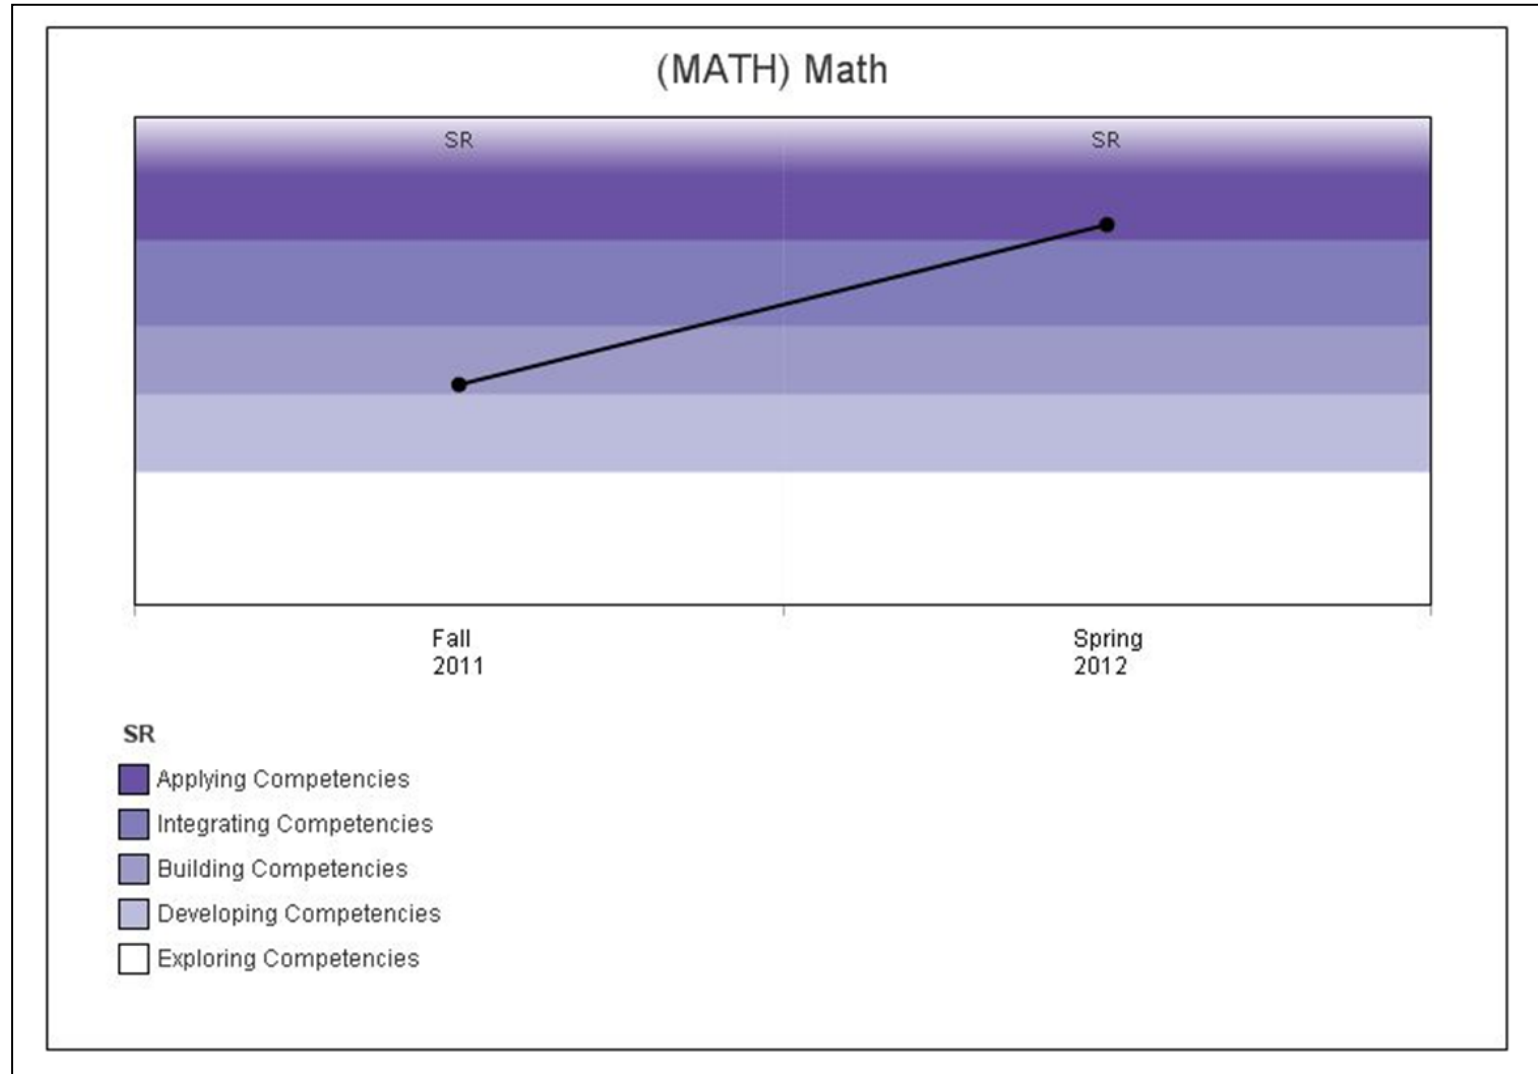 (MATH) Math
SR
SR
Fall
2011
Spring
2012
SR
Applying Competencies
Integrating Competencies
Building Competencies
Developing Competencies
Exploring Competencies